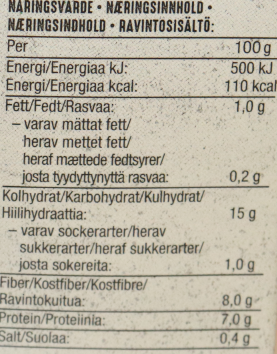 NÄRINGSVÄRDE • NÆRINGSINNHOLD •
NÆRINGSINDHOLD • RAVINTOSISÄLTÖ:
Per 100 g
Energi/Energiaa kJ: 500 kJ
Energi/Energiaa kcal: 110 kcal
Fett/Fedt/Rasvaa: 1,0 g
– varav mättat fett/
herav mettet fett/
heraf mættede fedtsyrer/
josta tyydyttynyttä rasvaa: 0,2 g
Kolhydrat/Karbohydrat/Kulhydrat/
Hiilihydraattia: 15 g
– varav sockerarter/herav
sukkerarter/heraf sukkerarter/
josta sokereita: 1,0 g
Fiber/Kostfiber/Kostfibre/
Ravintokuitua: 8,0 g
Protein/Proteiinia: 7,0 g
Salt/Suolaa: 0,4 g